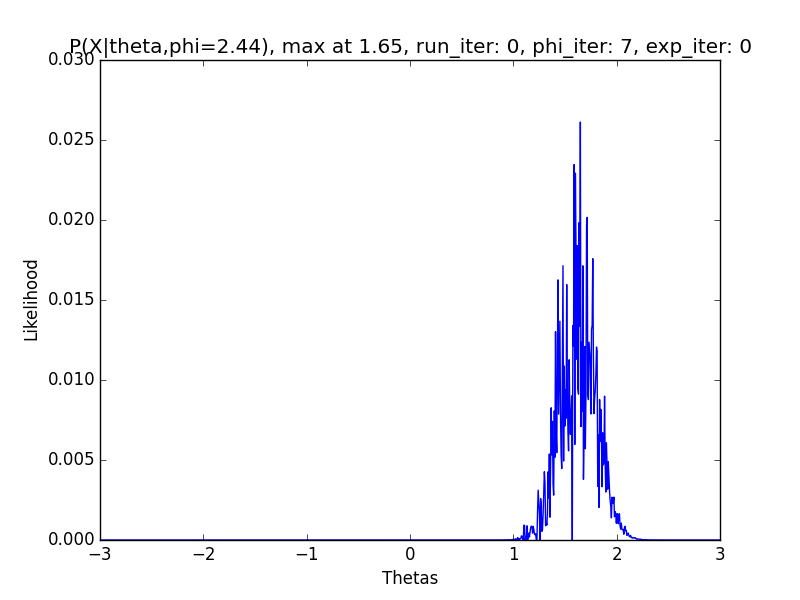 P(X|theta,phi=2.44), max at 1.65, run_iter: 0, phi_iter: 7, exp_iter: 0
0.030
0.025
0.020
0.015
0.010
0.005
0.000
Likelihood
−3 −2 −1 0 1 2 3
Thetas